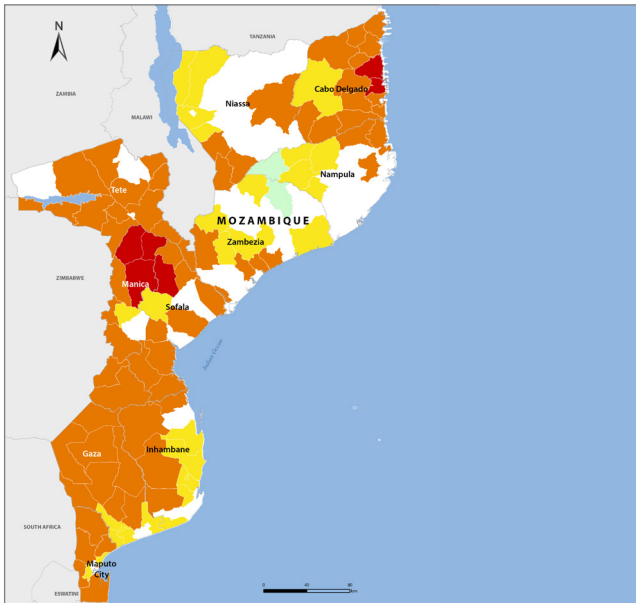 N
TANZANIA
ZAMBIA
Cabo Delgado
Niassa
MALAWI
Nampula
Tete
MOZAMBIQUE
Zambezia
ZIMBABWE
Manica
Sofala
Indian Ocean
Inhambane
Gaza
SOUTH AFRICA
Maputo
City
ESWATINI
0 40 80
km